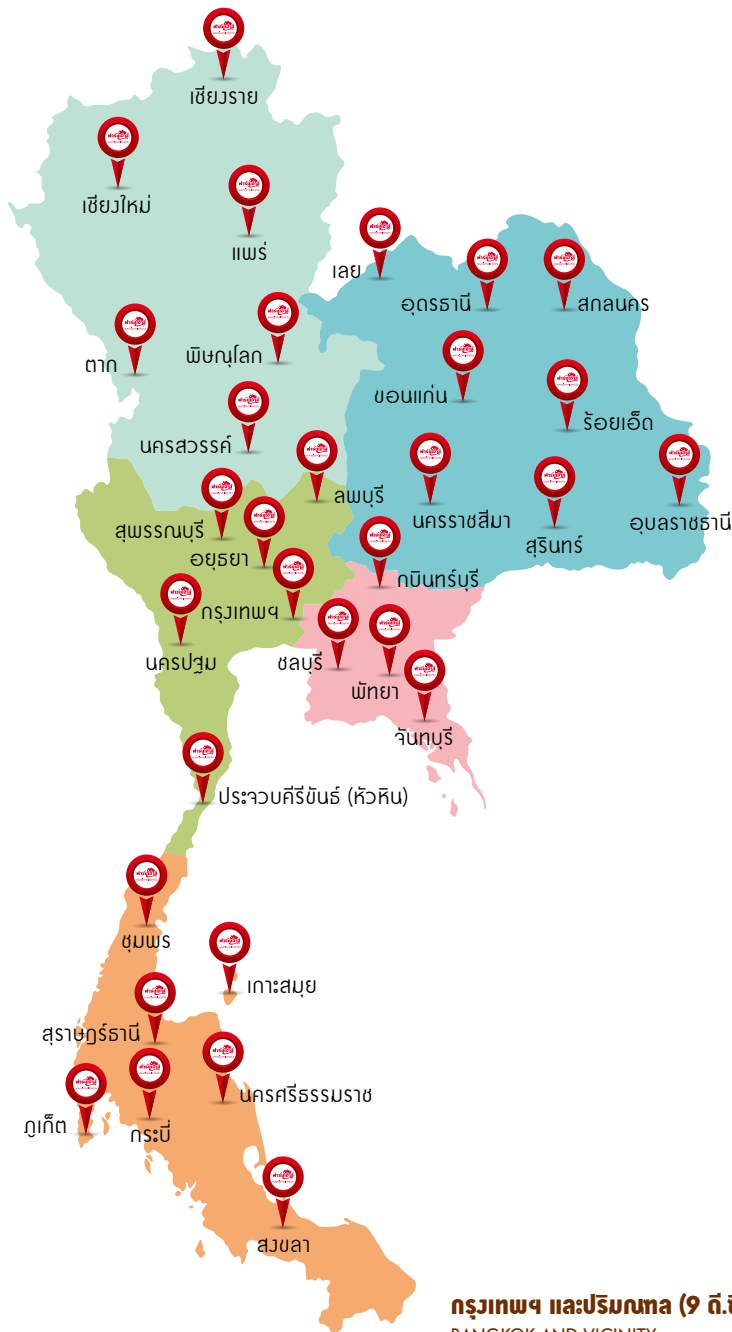 เชียงราย
เชียงใหม่
แพร่
เลย
อุดรธานี
สกลนคร
ตาก
พิษณุโลก
ขอนแก่น
ร้อยเอ็ด
นครสวรรค์
ลพบุรี
นครราชสีมา
สุรินทร์
อุบลราชธานี
สุพรรณบุรี
อยุธยา
กบินทร์บุรี
กรุงเทพฯ
นครปฐม
ชลบุรี
พัทยา
จันทบุรี
ประจวบคีรีขันธ์ (หัวหิน)
ชุมพร
เกาะสมุย
สุราษฎร์ธานี
นครศรีธรรมราช
ภูเก็ต
กระบี่
สงขลา
กรุงเทพฯ และปริมณฑล (9 ดี.
BANGKOK AND VICINITY